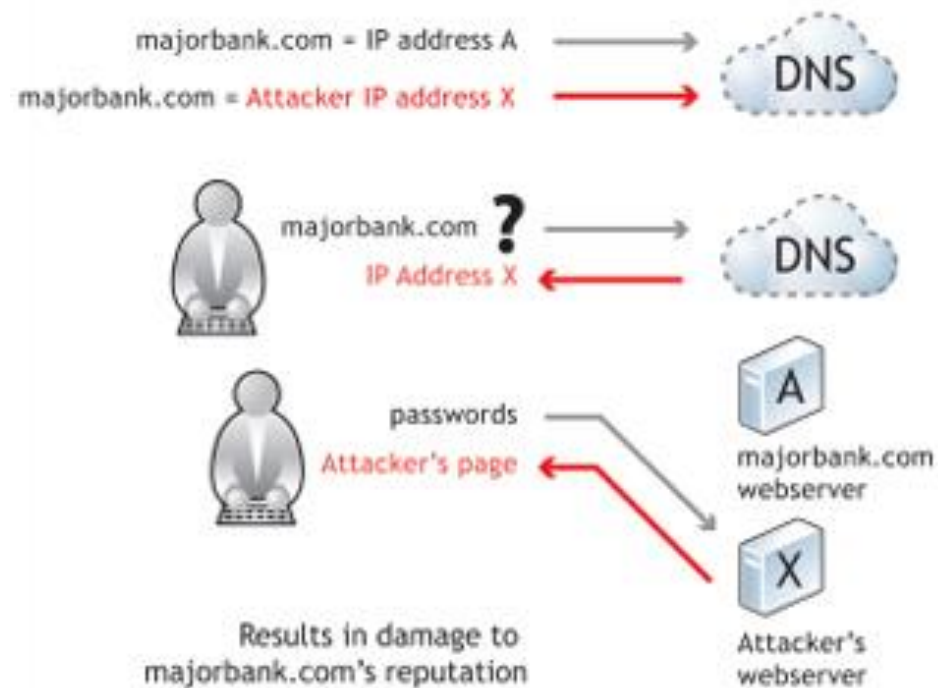 majorbank.com = IP address A
DNS
majorbank.com = Attacker IP address X
majorbank.com ?
DNS
IP Address X
A
majorbank.com
webserver
passwords
Attacker's page
X
Attacker's
webserver
Results in damage to
majorbank.com's reputation